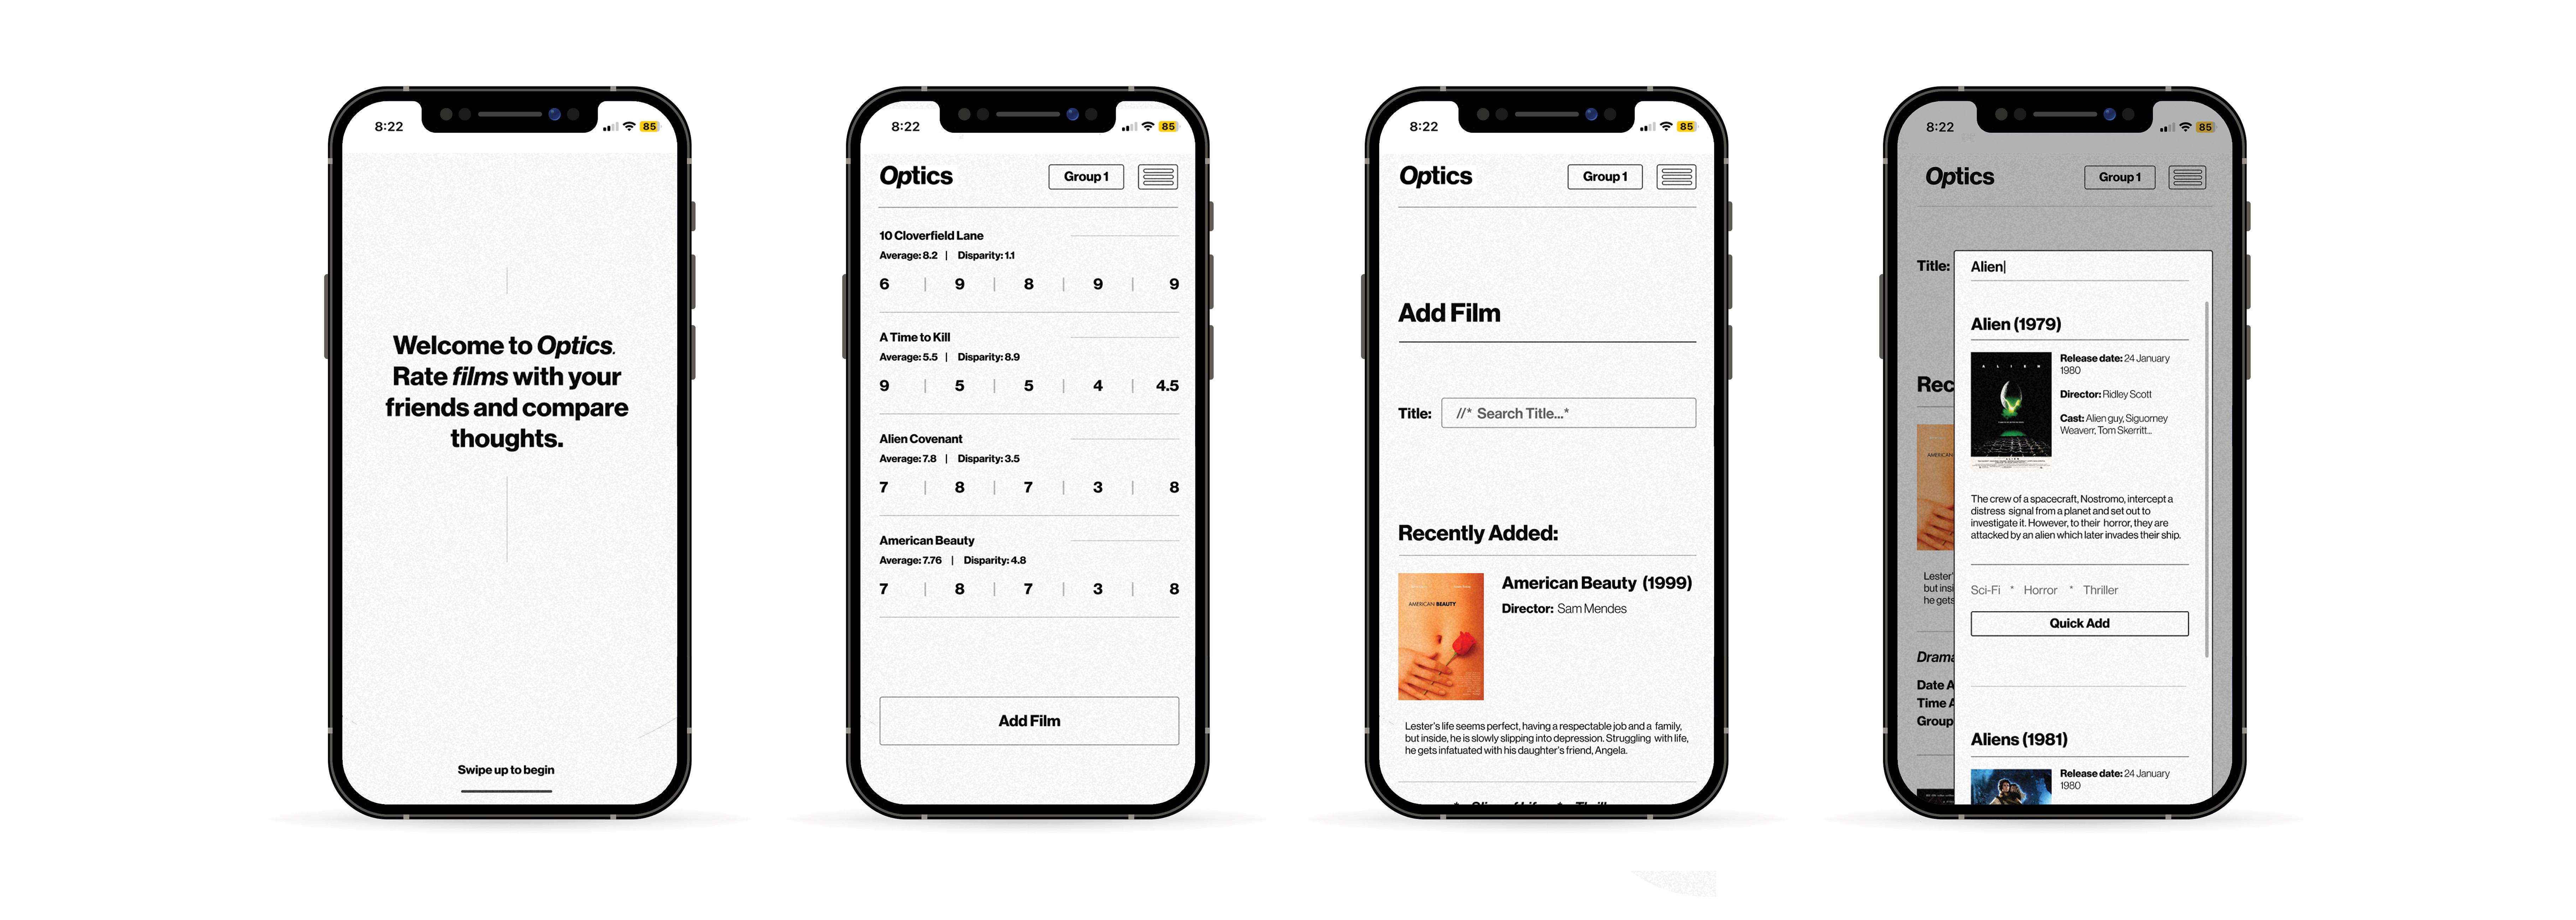 8:22
85
Welcome to Optics.
Rate films with your
friends and compare
thoughts.
Swipe up to begin
8:22
85
Optics
Group 1
10 Cloverfield Lane
Average: 8.2 | Disparity: 1.1
6 | 9 | 8 | 9 | 9
A Time to Kill
Average: 5.5 | Disparity: 8.9
9 | 5 | 5 | 4 | 4.5
Alien Covenant
Average: 7.8 | Disparity: 3.5
7 | 8 | 7 | 3 | 8
American Beauty
Average: 7.76 | Disparity: 4.8
7 | 8 | 7 | 3 | 8
Add Film
8:22
85
Optics
Group 1
Add Film
Title:
//* Search Title...*
Recently Added:
AMERICAN BEAUTY
American Beauty (1999)
Director: Sam Mendes
Lester's life seems perfect, having a respectable job and a family,
but inside, he is slowly slipping into depression. Struggling with life,
he gets infatuated with his daughter's friend, Angela.
8:22
85
Optics
Group 1
Title:
Alien
Rec
AMERICAN
Lester'
but insi
he gets
Drama
Date A
Time A
Group
Alien (1979)
ALIEN
Release date: 24 January
1980
Director: Ridley Scott
Cast: Alien guy, Siguorney
Weaverr, Tom Skerritt...
The crew of a spacecraft, Nostromo, intercept a
distress signal from a planet and set out to
investigate it. However, to their horror, they are
attacked by an alien which later invades their ship.
Sci-Fi * Horror * Thriller
Quick Add
Aliens (1981)
Release date: 24 January
1980